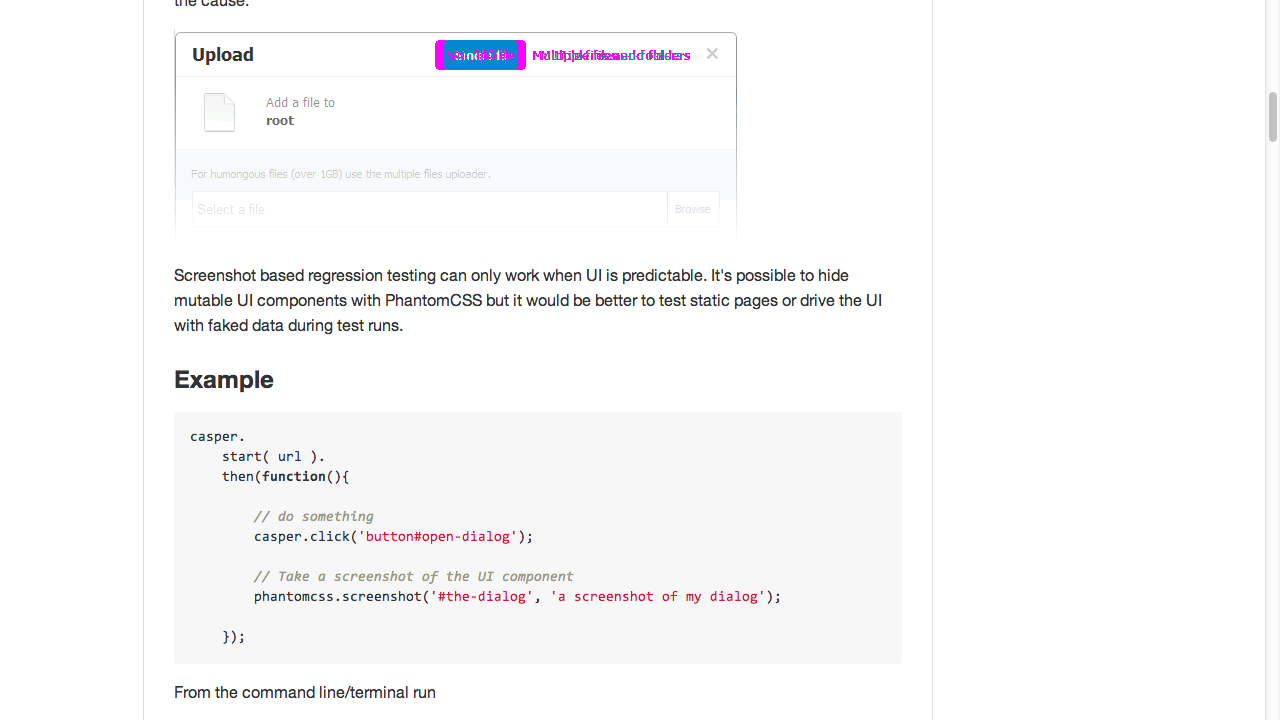 the cause.
Upload
Multiple files and folders
Add a file to
root
For humongous files (over 1GB) use the multiple files uploader.
Select a file
Browse
Screenshot based regression testing can only work when UI is predictable. It's possible to hide
mutable UI components with PhantomCSS but it would be better to test static pages or drive the UI
with faked data during test runs.
Example
casper.
start( url ).
then(function(){
// do something
casper.click('button#open-dialog');
// Take a screenshot of the UI component
phantomcss.screenshot('#the-dialog', 'a screenshot of my dialog');
});
From the command line/terminal run